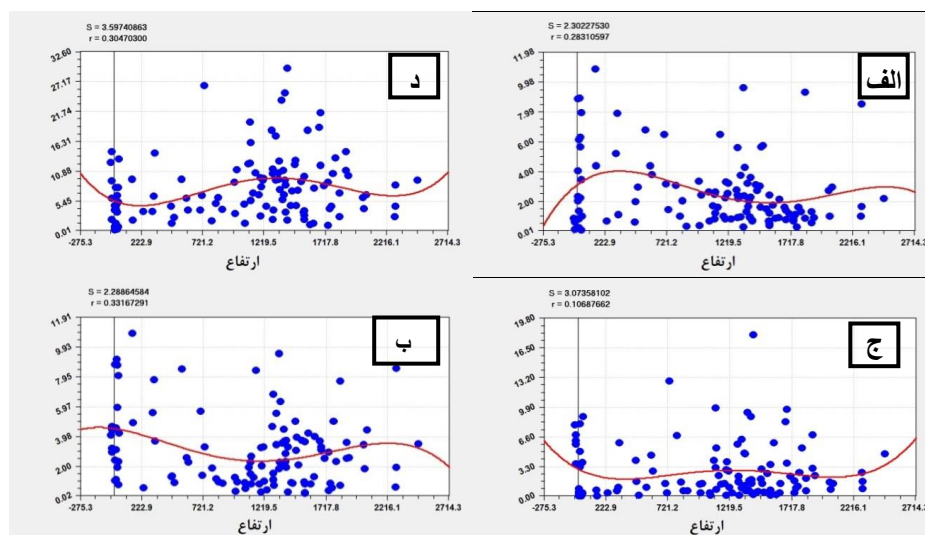 S = 3.59740863
r = 0.30470300
د
32.60
27.17
21.74
16.31
10.88
5.45
0.01
-275.3 222.9 721.2 1219.5 1717.8 2216.1 2714.3
ارتفاع
S = 2.30227530
r = 0.28310597
الف
11.98
9.98
7.99
5.99
4.00
2.00
0.01
-275.3 222.9 721.2 1219.5 1717.8 2216.1 2714.3
ارتفاع
S = 2.28864584
r = 0.33167291
ب
11.91
9.93
7.95
5.97
3.98
2.00
0.02
-275.3 222.9 721.2 1219.5 1717.8 2216.1 2714.3
ارتفاع
S = 3.07358102
r = 0.10687662
ج
19.80
16.50
13.20
9.90
6.60
3.30
0.00
-275.3 222.9 721.2 1219.5 1717.8 2216.1 2714.3
ارتفاع